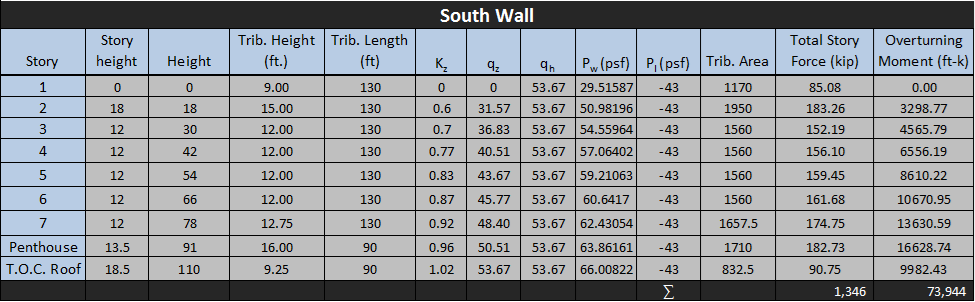 South Wall
Story Story height Height Trib. Height (ft.) Trib. Length (ft) Kz qz qh Pw (psf) Pl (psf) Trib. Area Total Story Force (kip) Overturning Moment (ft-k)
1 0 0 9.00 130 0 0 53.67 29.51587 -43 1170 85.08 0.00
2 18 18 15.00 130 0.6 31.57 53.67 50.98196 -43 1950 183.26 3298.77
3 12 30 12.00 130 0.7 36.83 53.67 54.55964 -43 1560 152.19 4565.79
4 12 42 12.00 130 0.77 40.51 53.67 57.06402 -43 1560 156.10 6556.19
5 12 54 12.00 130 0.83 43.67 53.67 59.21063 -43 1560 159.45 8610.22
6 12 66 12.00 130 0.87 45.77 53.67 60.6417 -43 1560 161.68 10670.95
7 12 78 12.75 130 0.92 48.40 53.67 62.43054 -43 1657.5 174.75 13630.59
Penthouse 13.5 91 16.00 90 0.96 50.51 53.67 63.86161 -43 1710 182.73 16628.74
T.O.C. Roof 18.5 110 9.25 90 1.02 53.67 53.67 66.00822 -43 832.5 90.75 9982.43
∑ 1,346 73,944